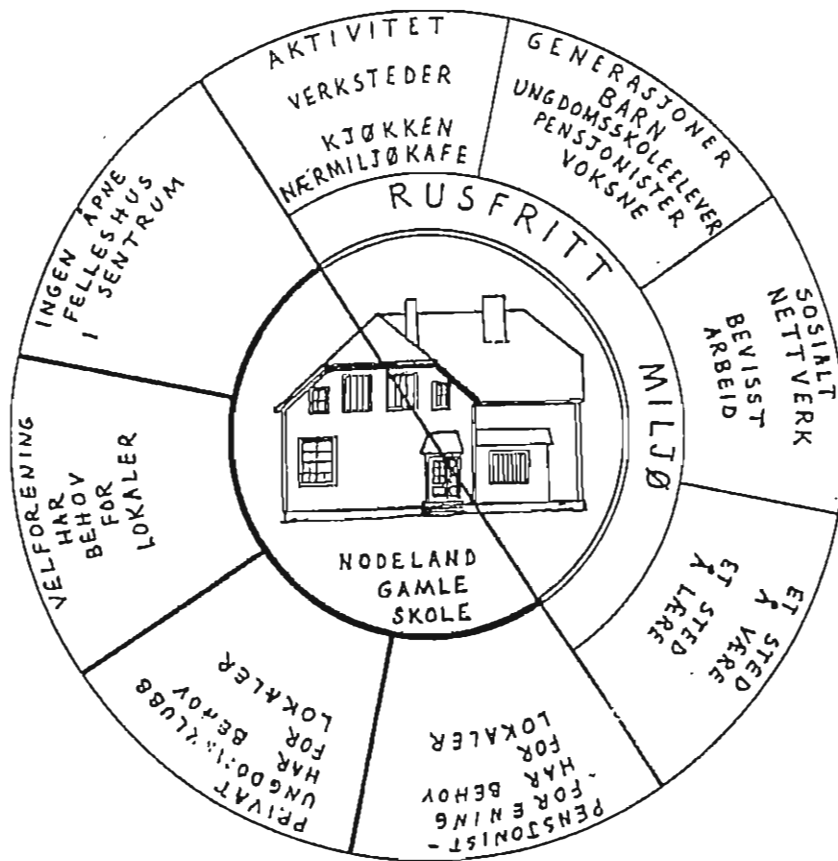 AKTIVITET
VERKSTEDER
KJØKKEN
NÆRMILJØKAFE
GENERASJONER
BARN
UNGDOMSSKOLEELEVER
PENSJONISTER
VOKSNE
RUSFRITT MILJØ
SOSIALT
NETTVERK
BEVISST
ARBEID
ET STED
Å VÆRE
ET STED
Å LÆRE
PENSJONIST-
FORENING
HAR BEHOV
FOR
LOKALER
PRIVAT
KLUBB
HAR BEHOV
FOR
LOKALER
VELFORENING
HAR
BEHOV
FOR
LOKALER
INGEN ÅPNE
FELLESHUS
I SENTRUM
NODELAND
GAMLE
SKOLE